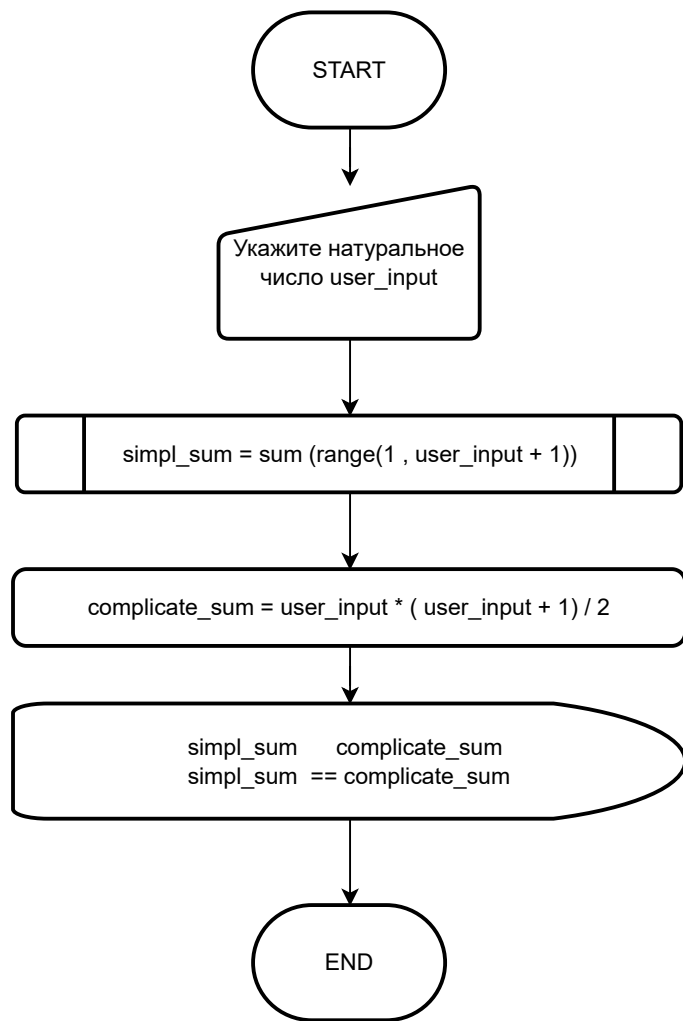 START
Укажите натуральное
число user_input
simpl_sum = sum (range(1 , user_input + 1))
complicate_sum = user_input * ( user_input + 1) / 2
simpl_sum complicate_sum
simpl_sum == complicate_sum
END